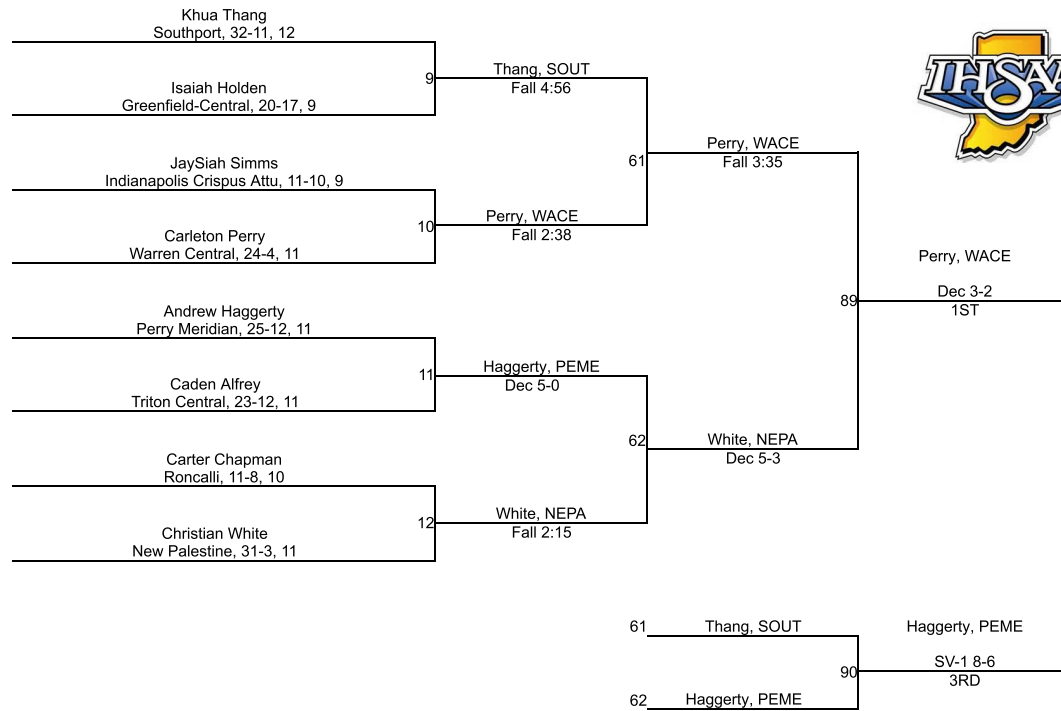 Khua Thang
Southport, 32-11, 12
Isaiah Holden
Greenfield-Central, 20-17, 9
JaySiah Simms
Indianapolis Crispus Attu, 11-10, 9
Carleton Perry
Warren Central, 24-4, 11
Andrew Haggerty
Perry Meridian, 25-12, 11
Caden Alfrey
Triton Central, 23-12, 11
Carter Chapman
Roncalli, 11-8, 10
Christian White
New Palestine, 31-3, 11
9
Thang, SOUT
Fall 4:56
10
Perry, WACE
Fall 2:38
11
Haggerty, PEME
Dec 5-0
12
White, NEPA
Fall 2:15
61
Perry, WACE
Fall 3:35
62
White, NEPA
Dec 5-3
89
Perry, WACE
Dec 3-2
1ST
61
Thang, SOUT
62
Haggerty, PEME
90
Haggerty, PEME
SV-1 8-6
3RD
IHSAA